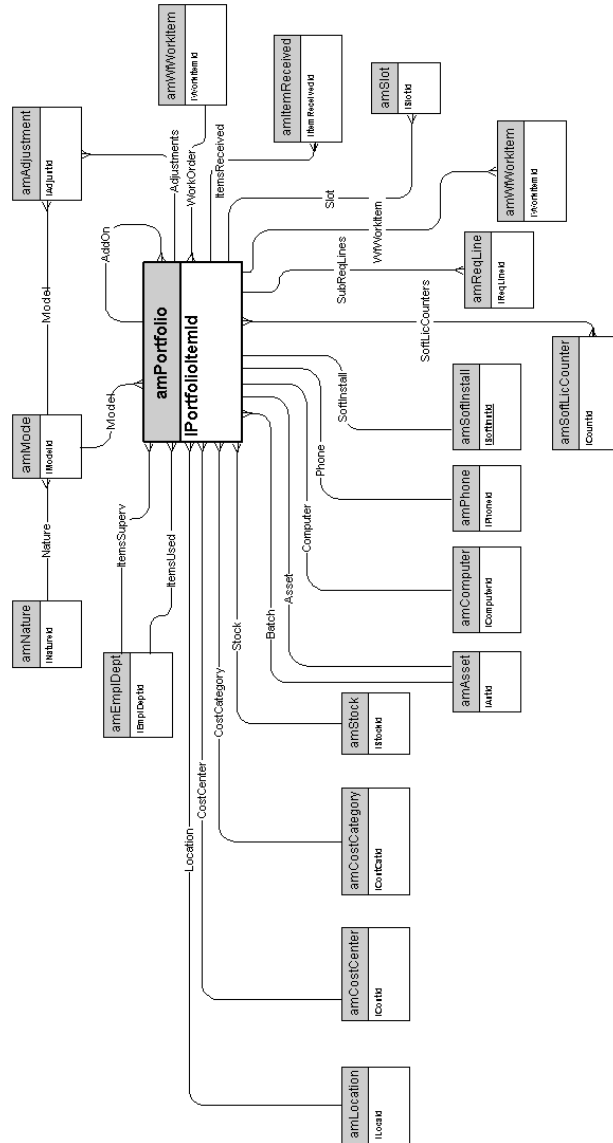 amNature
lNatureId
Nature
amMode
lModelId
Model
amAdjustment
lAdjustId
Model
amEmplDept
lEmplDeptId
ItemsSuperv
ItemsUsed
AddOn
amPortfolio
lPortfolioItemId
Adjustments
WorkOrder
amWfWorkItem
lWorkItemId
ItemsReceived
amItemReceived
lItemReceivedId
Slot
amSlot
lSlotId
WfWorkItem
amWfWorkItem
lWorkItemId
SubReqLines
amReqLine
lReqLineId
SoftLicCounters
amSoftLicCounter
lCountId
SoftInstall
amSoftInstall
lSoftInstId
Phone
amPhone
lPhoneId
Computer
amComputer
lComputerId
Asset
Batch
amAsset
lAstId
Stock
amStock
lStockId
CostCategory
amCostCategory
lCostCatId
CostCenter
amCostCenter
lCostId
Location
amLocation
lLocaId